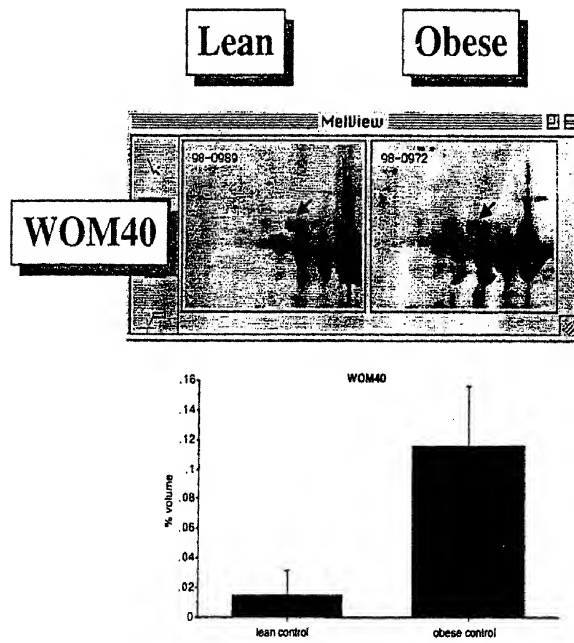 Lean Obese
MelView
98-0989 98-0972
WOM40
WOM40
.16
.14
.12
.1
.08
.06
.04
.02
0
% volume
lean control obese control